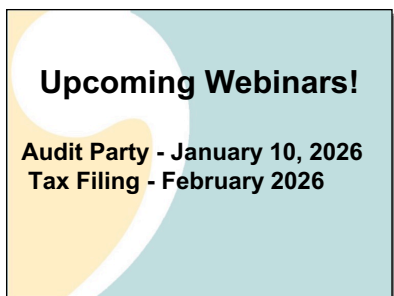 Upcoming Webinars!
Audit Party - January 10, 2026
Tax Filing - February 2026